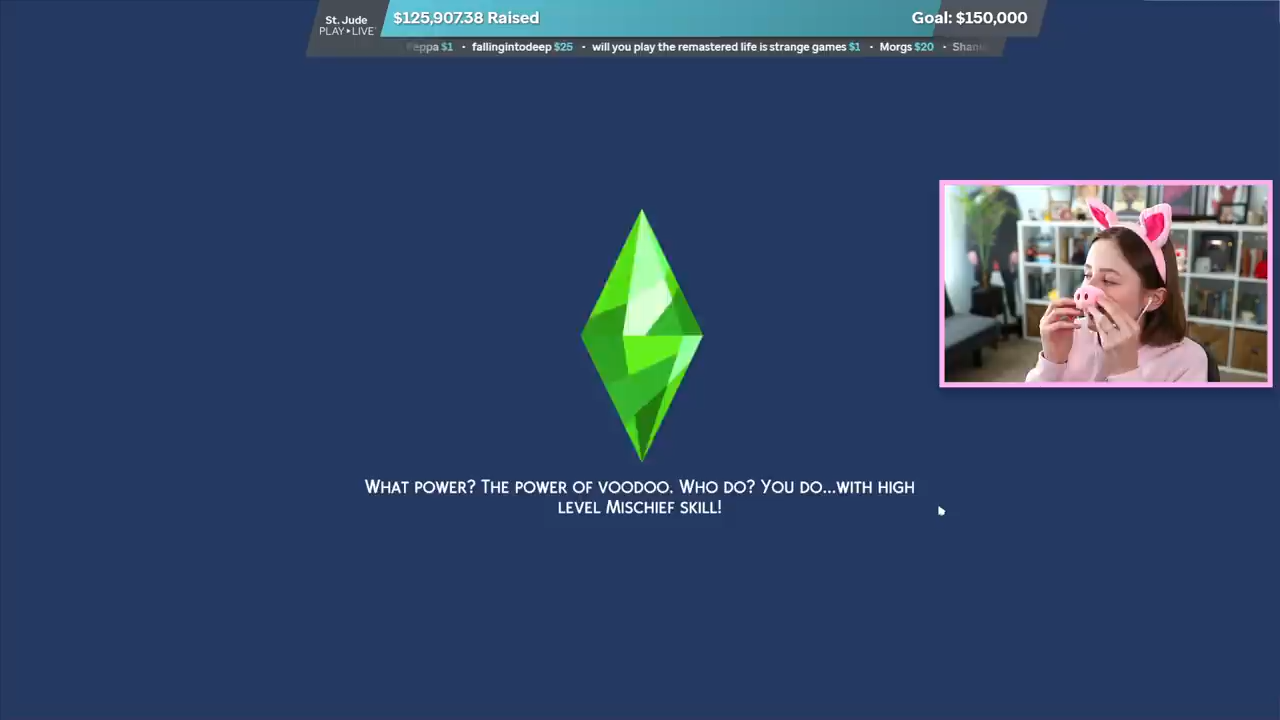 St. Jude
PLAY LIVE
$125,907.38 Raised
Goal: $150,000
eppa $1 • fallingintodeep $25 • will you play the remastered life is strange games $1 • Morgs $20 •
WHAT POWER? THE POWER OF VOODOO. WHO DO? YOU DO...WITH HIGH
LEVEL MISCHIEF SKILL!